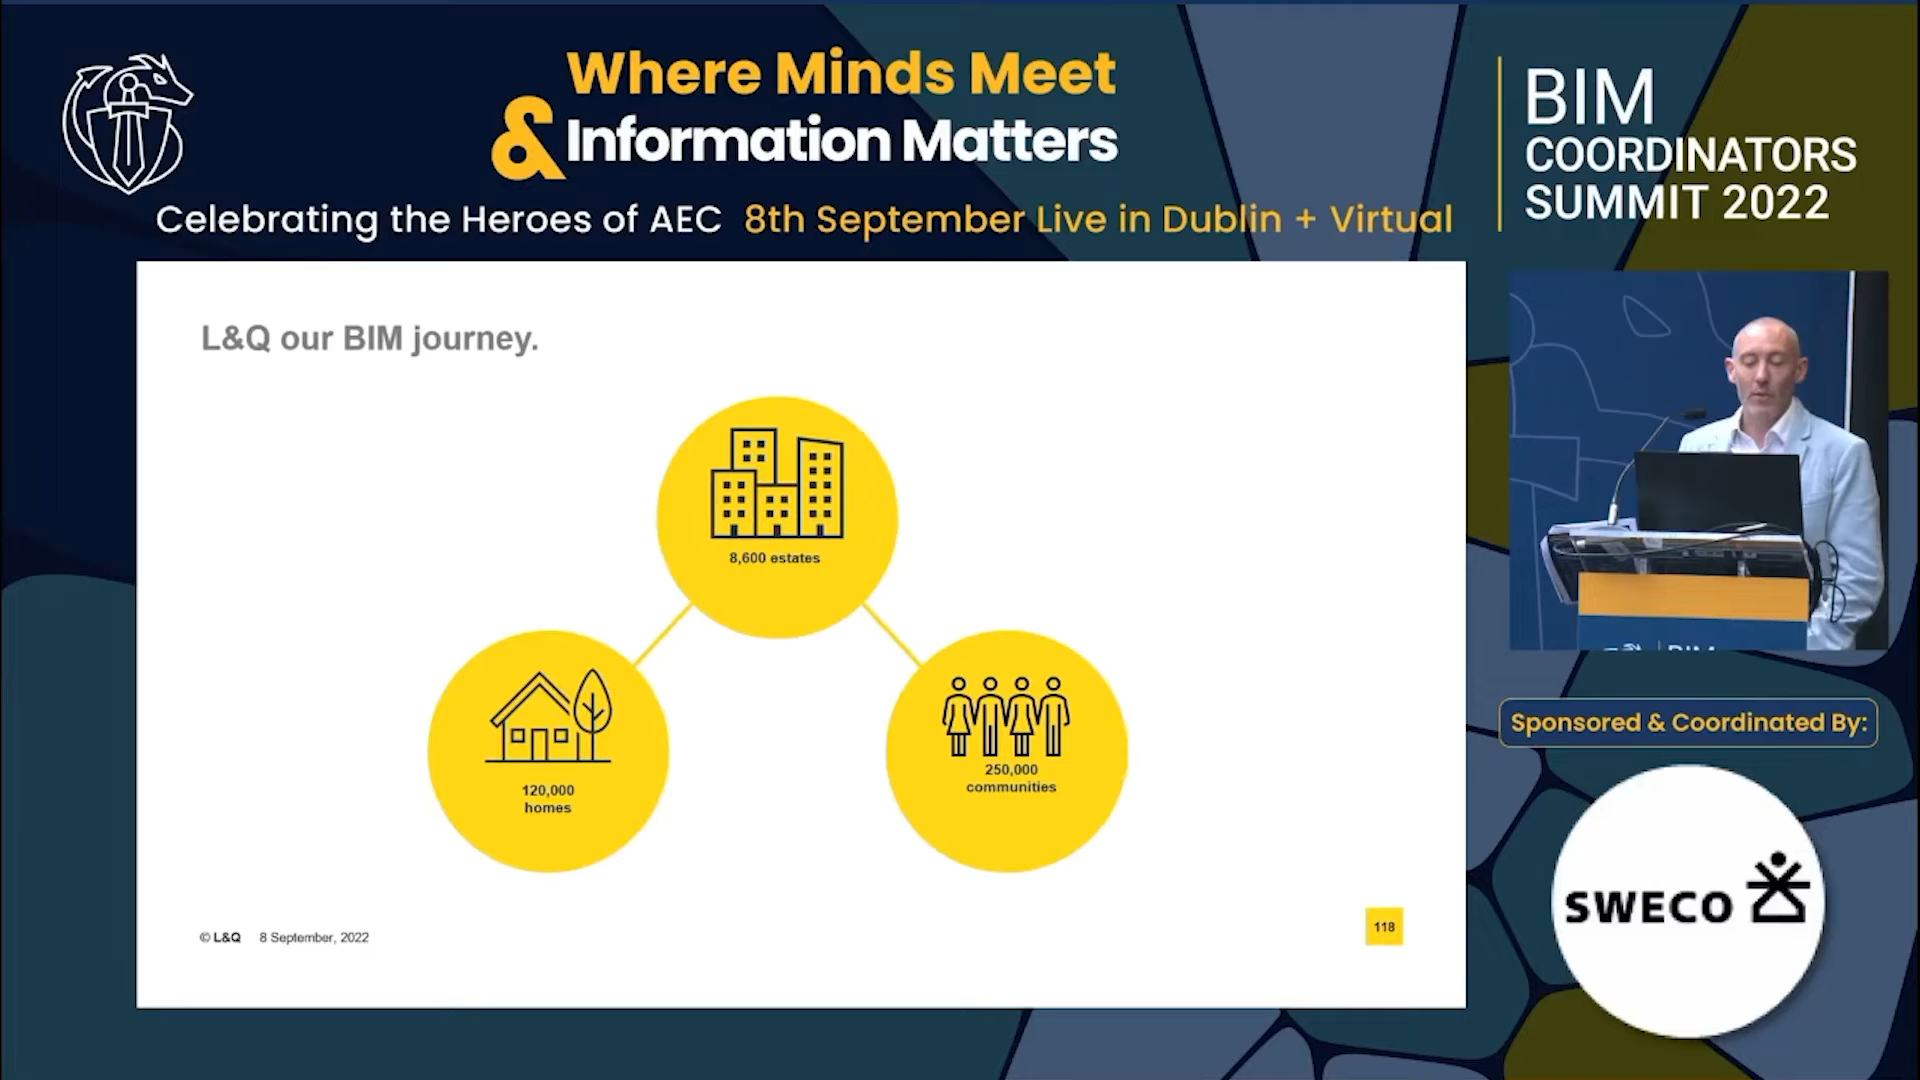 Where Minds Meet
& Information Matters
Celebrating the Heroes of AEC 8th September Live in Dublin + Virtual
BIM
COORDINATORS
SUMMIT 2022
L&Q our BIM journey.
8,600 estates
120,000
homes
250,000
communities
© L&Q 8 September, 2022
118
BIM
Sponsored & Coordinated By:
SWECO